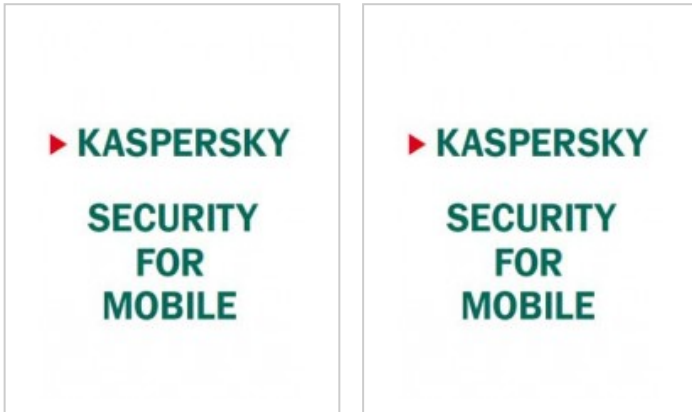 KASPERSKY
SECURITY
FOR
MOBILE
KASPERSKY
SECURITY
FOR
MOBILE